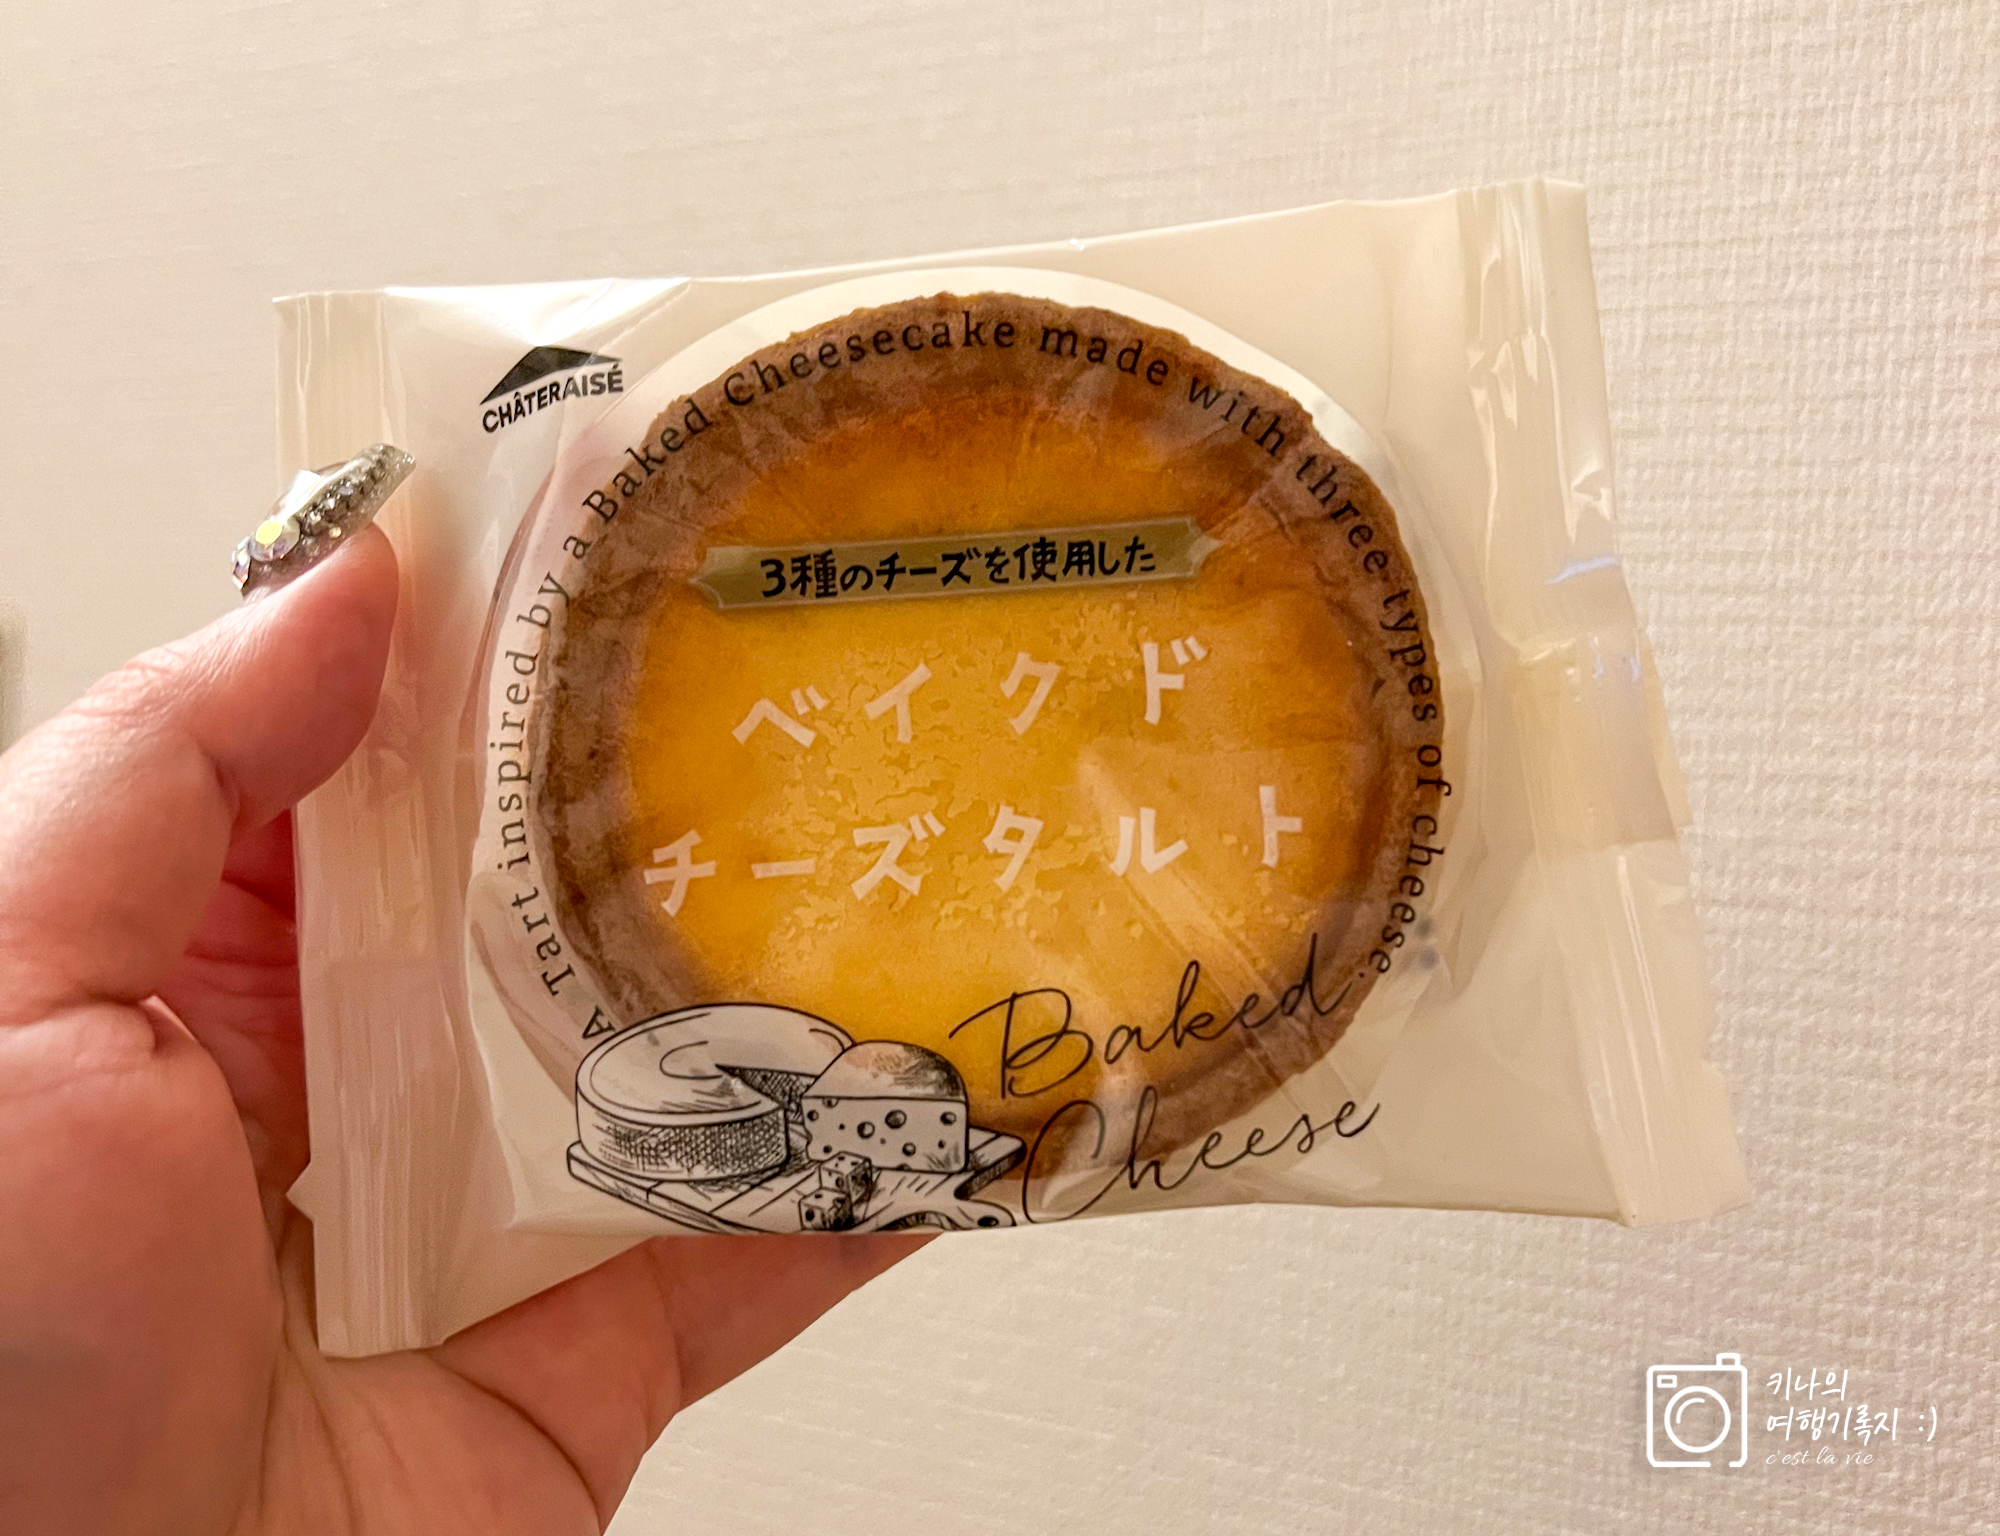 CHÂTERAISÉ
A Tart inspired by a Baked Cheesecake made with three types of cheese.
3種のチーズを使用した
ベイクド
チーズタルト
Baked
Cheese
키나의
여행기록지 :)
c'est la vie